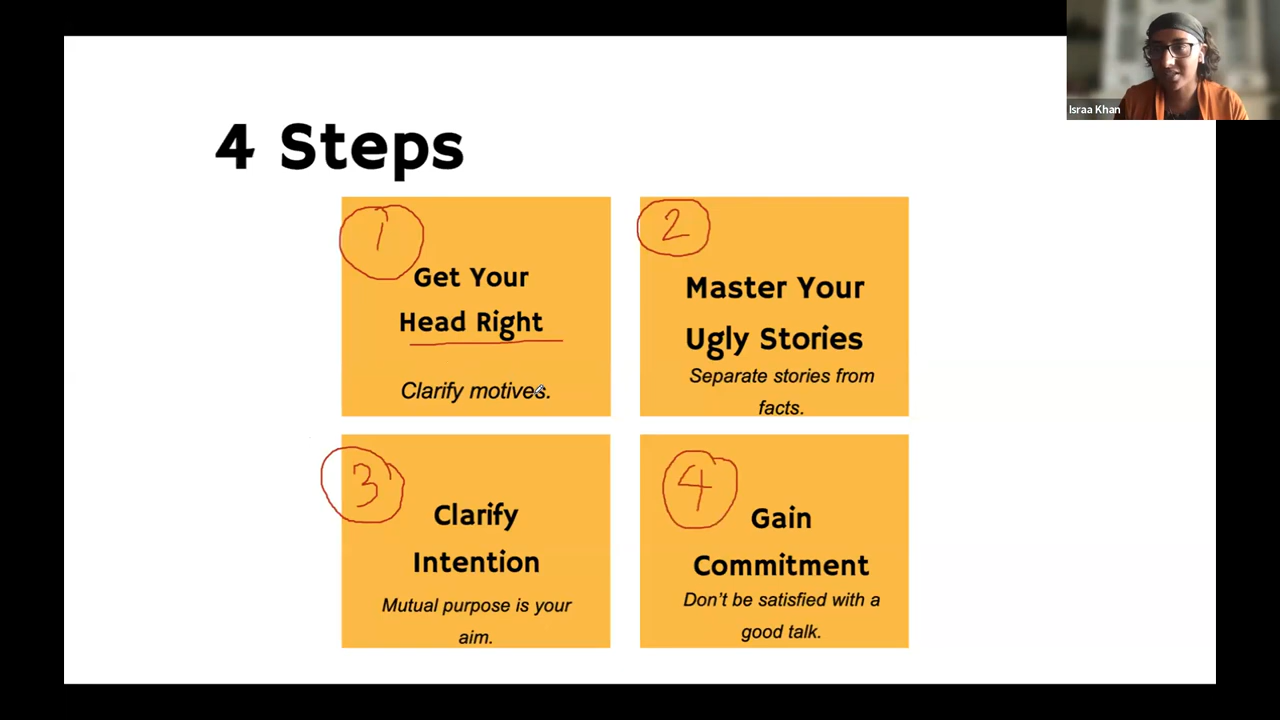 Israa Khan
4 Steps
1
Get Your
Head Right
Clarify motives.
2
Master Your
Ugly Stories
Separate stories from
facts.
3
Clarify
Intention
Mutual purpose is your
aim.
4
Gain
Commitment
Don't be satisfied with a
good talk.